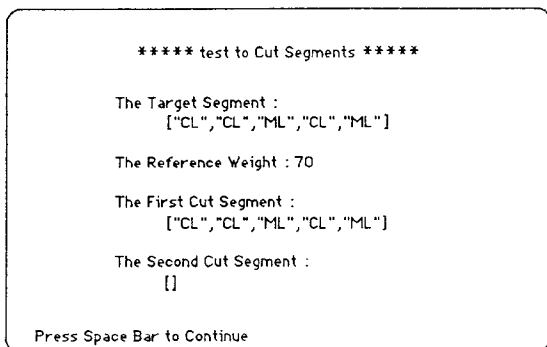 ***** test to Cut Segments *****
The Target Segment :
["CL","CL","ML","CL","ML"]
The Reference Weight : 70
The First Cut Segment :
["CL","CL","ML","CL","ML"]
The Second Cut Segment :
[]
Press Space Bar to Continue